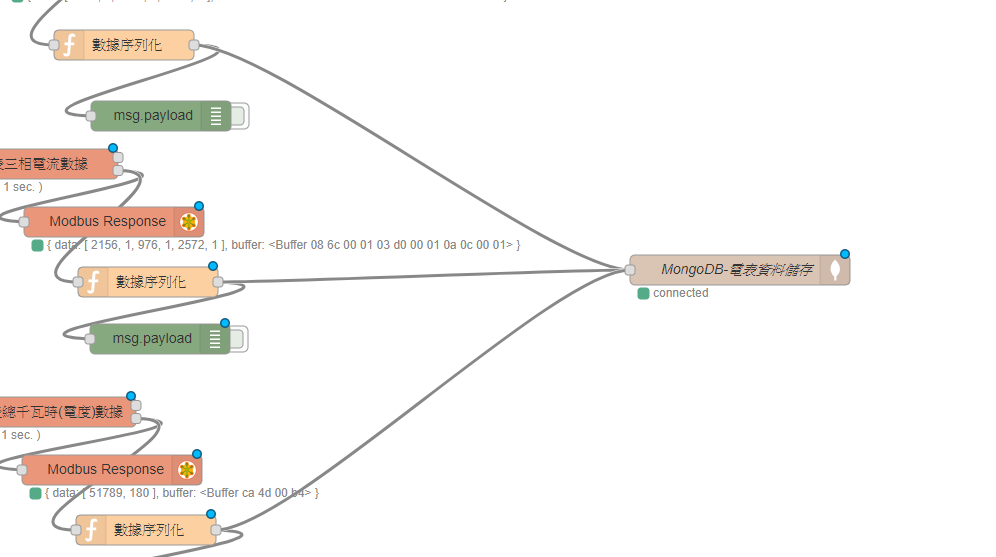 數據序列化
msg.payload
三相電流數據
1 sec. )
Modbus Response
{ data: [ 2156, 1, 976, 1, 2572, 1 ], buffer: <Buffer 08 6c 00 01 03 d0 00 01 0a 0c 00 01> }
數據序列化
MongoDB-電表資料儲存
connected
msg.payload
總千瓦時(電度)數據
1 sec. )
Modbus Response
{ data: [ 51789, 180 ], buffer: <Buffer ca 4d 00 b4> }
數據序列化